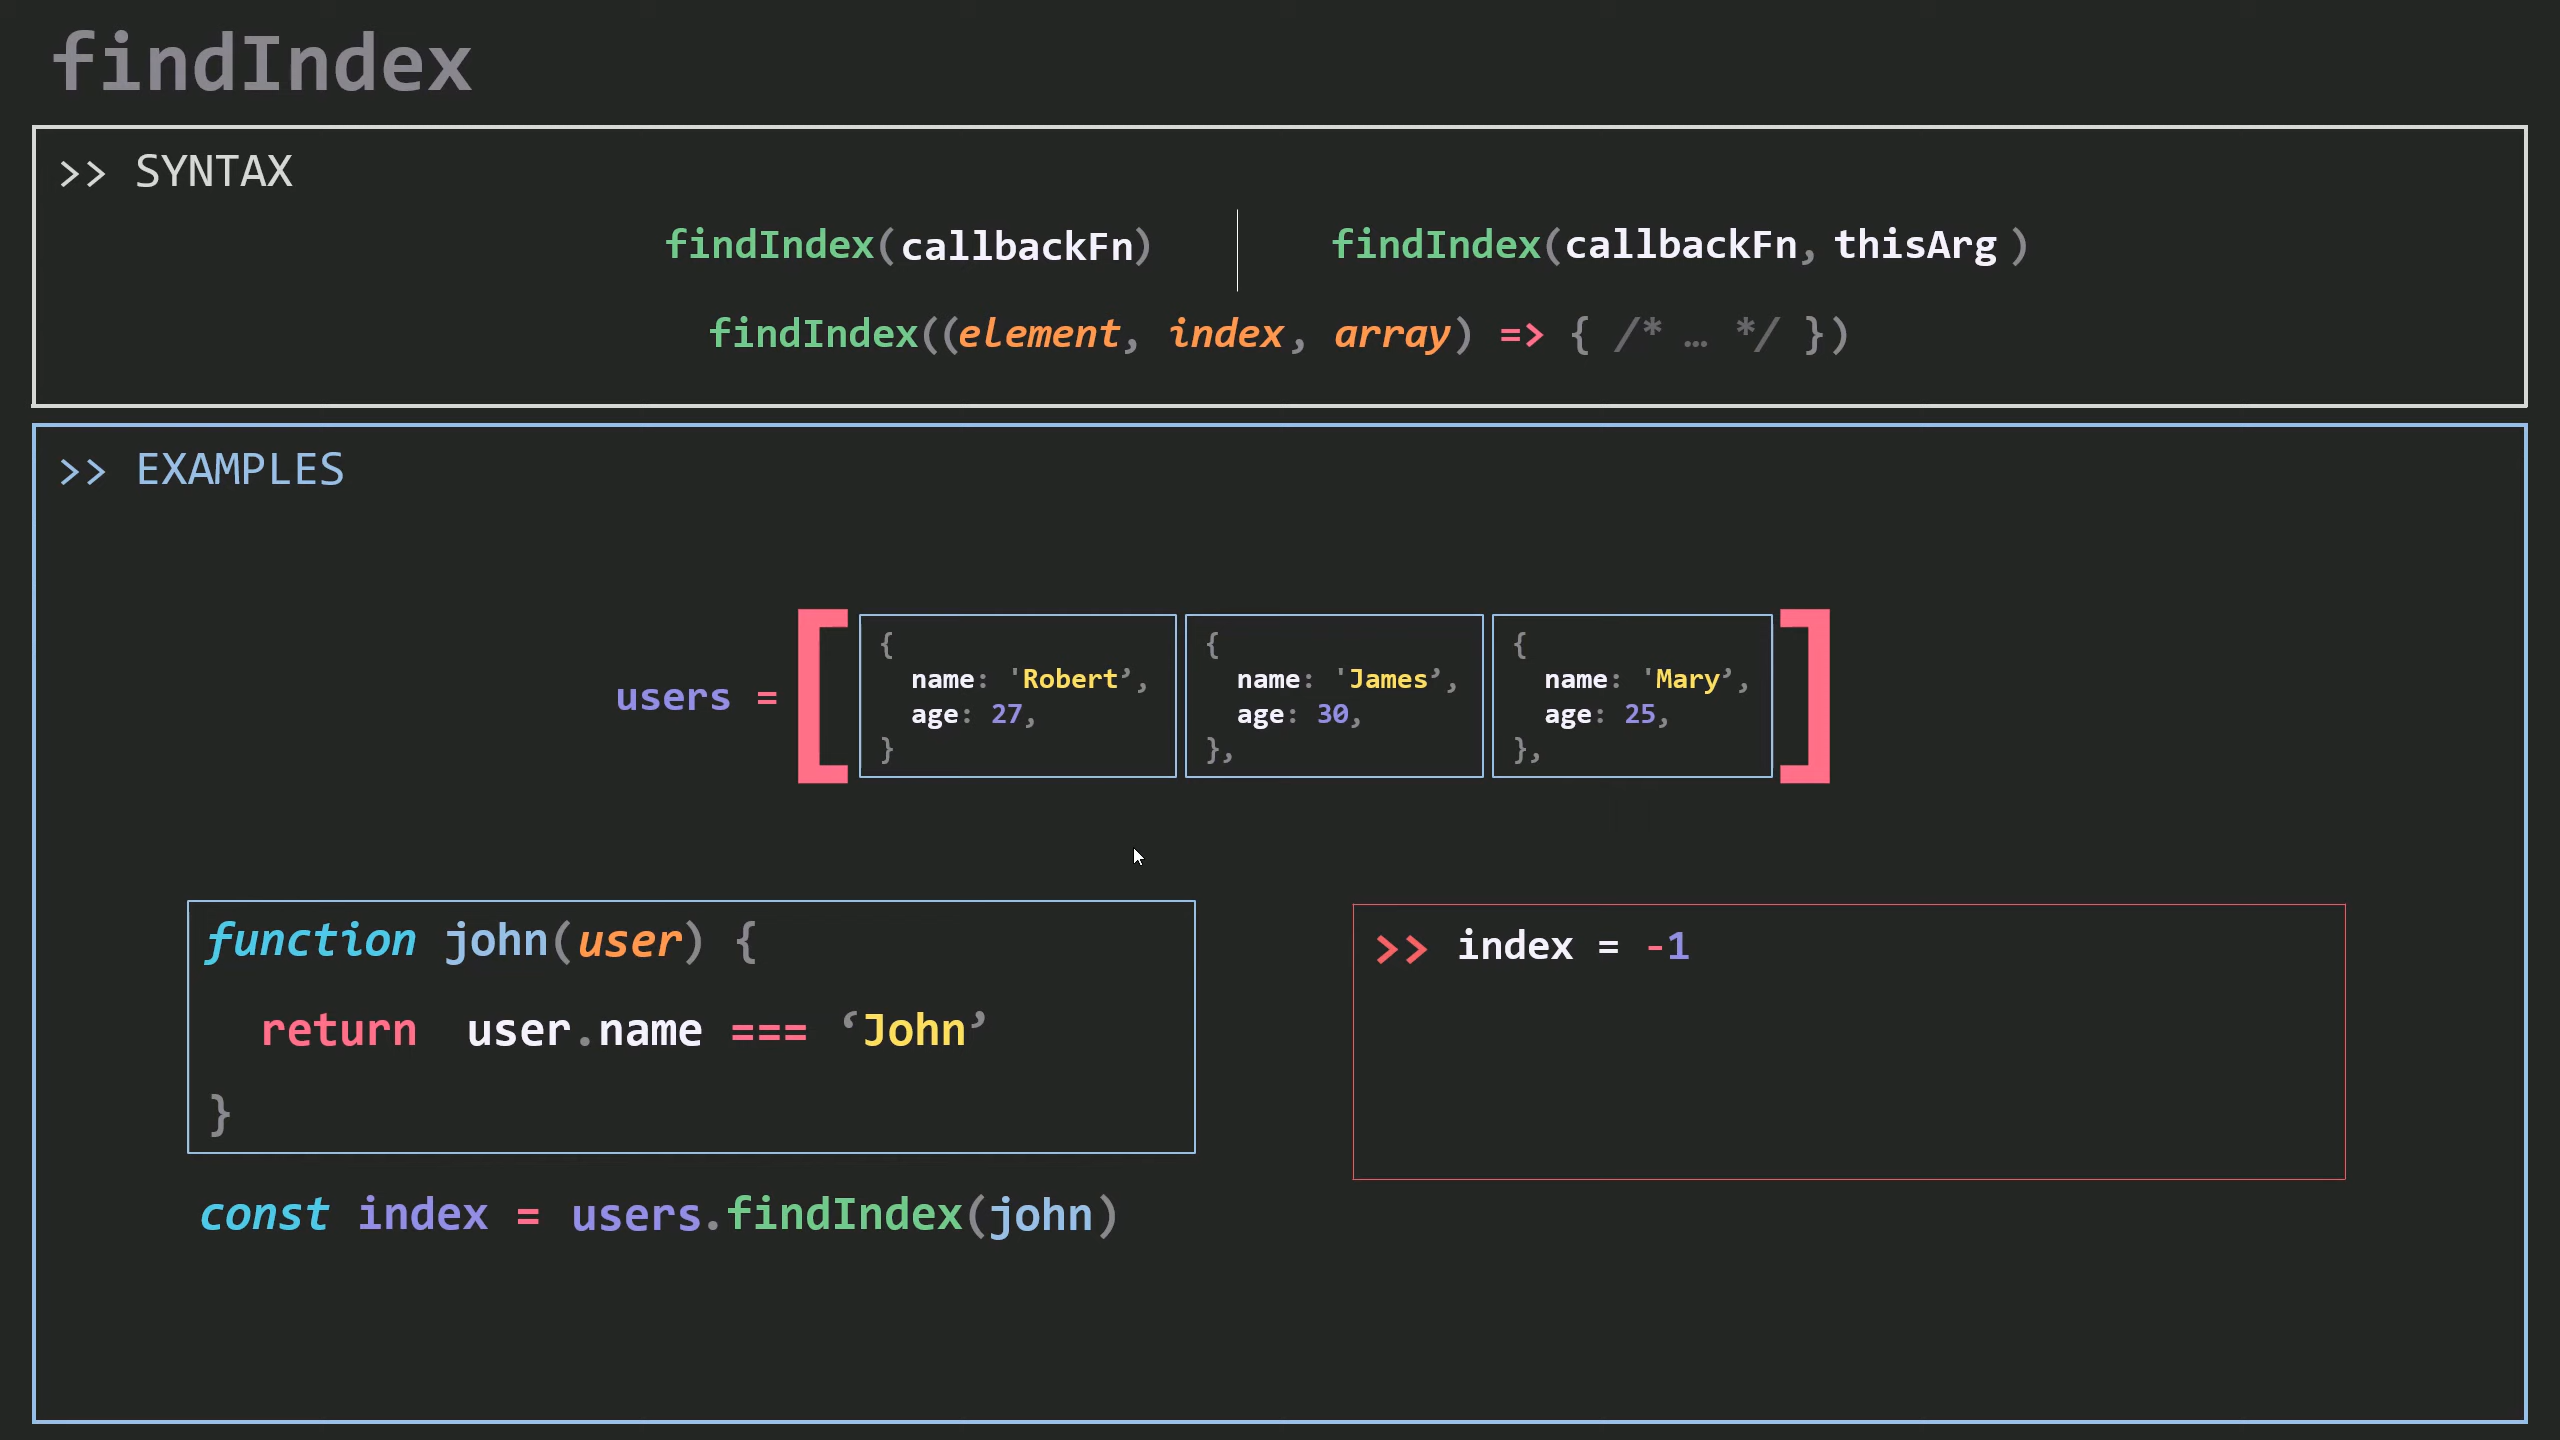 findIndex
>> SYNTAX
findIndex(callbackFn)
findIndex(callbackFn, thisArg )
findIndex((element, index, array) => { /* … */ })
>> EXAMPLES
users = [
{
name: 'Robert’,
age: 27,
}
{
name: 'James’,
age: 30,
},
{
name: 'Mary’,
age: 25,
},
]
function john(user) {
return user.name === ‘John’
}
const index = users.findIndex(john)
>> index = -1